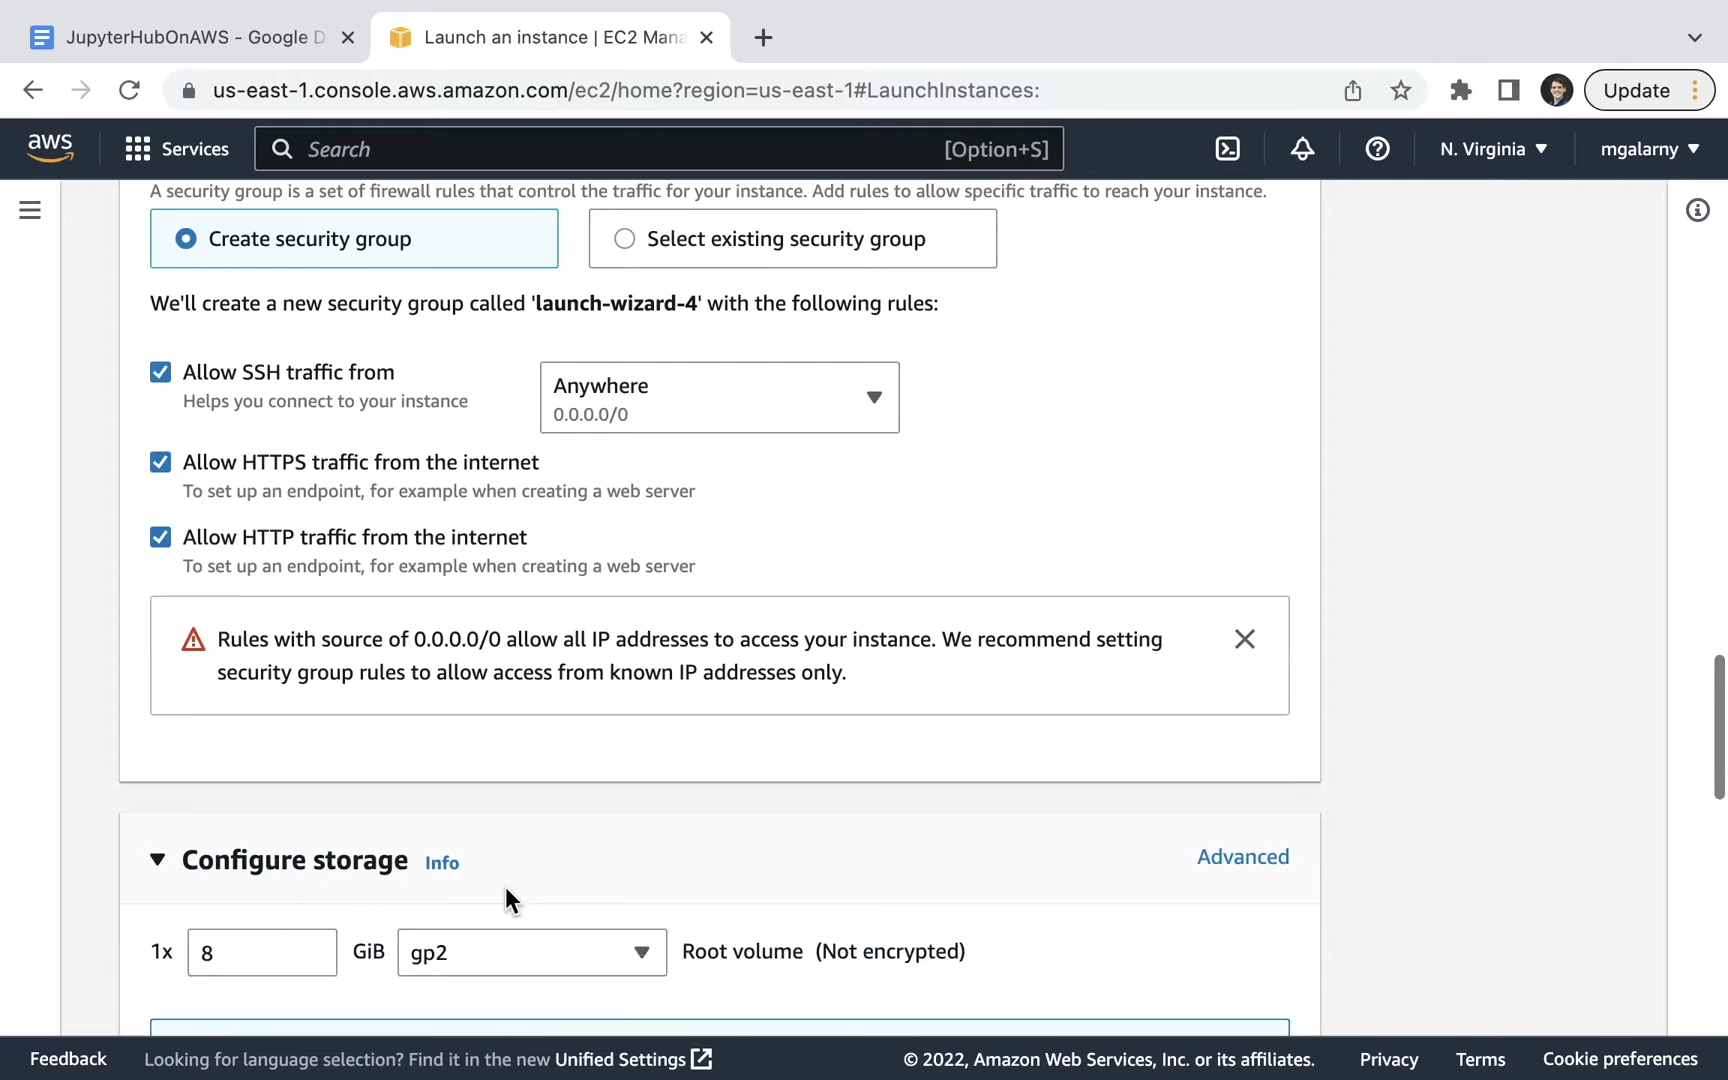 JupyterHubOnAWS - Google D
Launch an instance | EC2 Mana
us-east-1.console.aws.amazon.com/ec2/home?region=us-east-1#LaunchInstances:
Update
aws
Services
Search
[Option+S]
N. Virginia
mgalarny
A security group is a set of firewall rules that control the traffic for your instance. Add rules to allow specific traffic to reach your instance.
Create security group
Select existing security group
We'll create a new security group called 'launch-wizard-4' with the following rules:
Allow SSH traffic from
Helps you connect to your instance
Anywhere
0.0.0.0/0
Allow HTTPS traffic from the internet
To set up an endpoint, for example when creating a web server
Allow HTTP traffic from the internet
To set up an endpoint, for example when creating a web server
Rules with source of 0.0.0.0/0 allow all IP addresses to access your instance. We recommend setting
security group rules to allow access from known IP addresses only.
Configure storage Info
Advanced
1x 8 GiB gp2 Root volume (Not encrypted)
Feedback
Looking for language selection? Find it in the new Unified Settings
© 2022, Amazon Web Services, Inc. or its affiliates.
Privacy
Terms
Cookie preferences